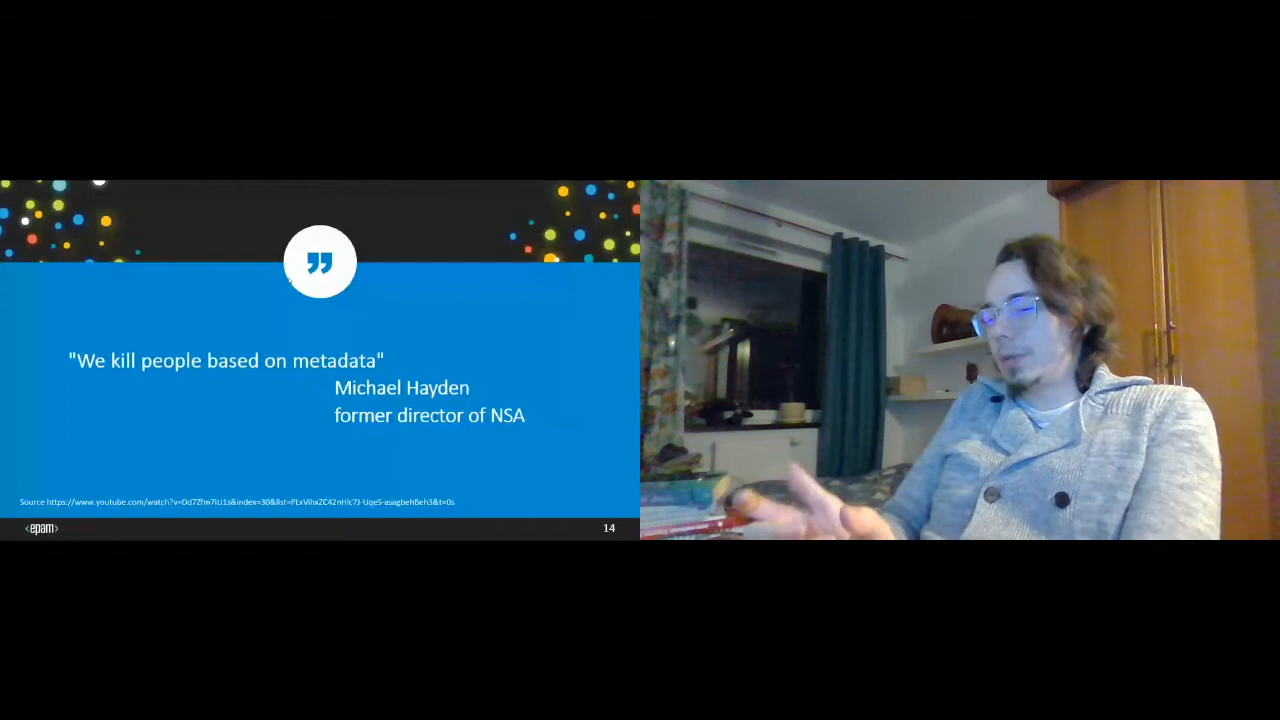 "We kill people based on metadata"
Michael Hayden
former director of NSA
<epam>
14